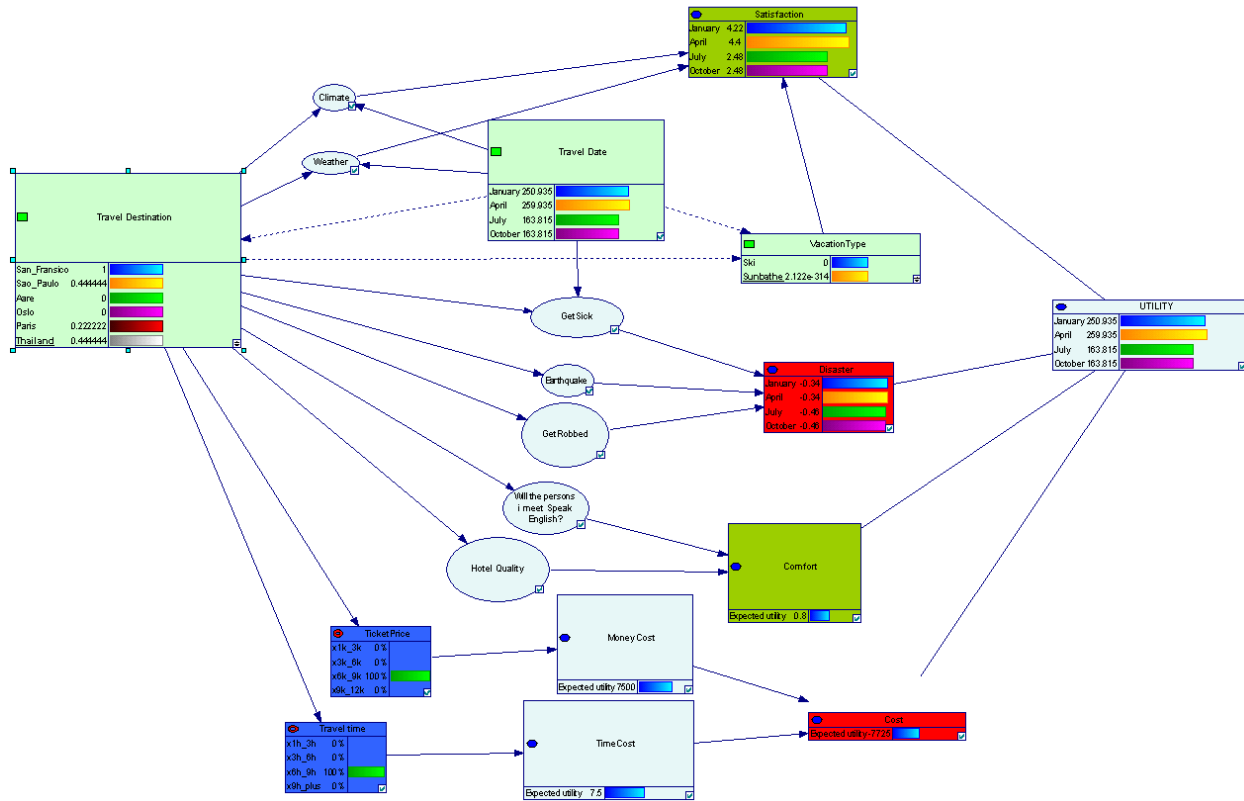 Satisfaction
January 4.22
April 4.4
July 2.48
October 2.48
Climate
Travel Date
January 250.935
April 259.935
July 163.815
October 163.815
Weather
Travel Destination
San_Fransico 1
Sao_Paulo 0.444444
Aare 0
Oslo 0
Paris 0.222222
Thailand 0.444444
VacationType
Ski 0
Sunbathe 2.122e-314
GetSick
UTILITY
January 250.935
April 259.935
July 163.815
October 163.815
Earthquake
Disaster
January -0.34
April -0.34
July -0.46
October -0.46
GetRobbed
Will the persons
i meet Speak
English?
Hotel Quality
Comfort
Expected utility 0.8
TicketPrice
x1k_3k 0%
x3k_6k 0%
x6k_9k 100%
x9k_12k 0%
MoneyCost
Expected utility 7500
Travel time
x1h_3h 0%
x3h_6h 0%
x6h_9h 100%
x9h_plus 0%
TimeCost
Expected utility 7.5
Cost
Expected utility-7725